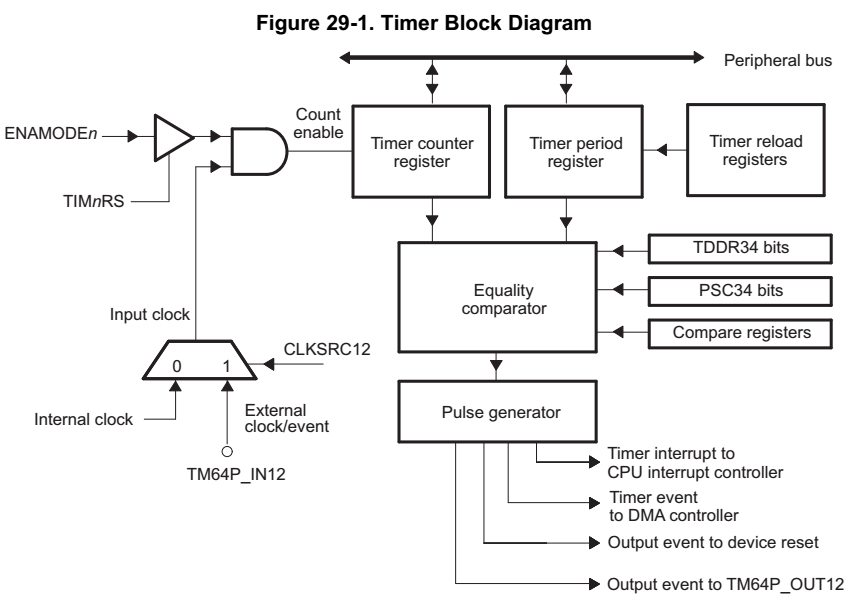 Figure 29-1. Timer Block Diagram
Peripheral bus
ENAMODEn
Count
enable
Timer counter
register
Timer period
register
Timer reload
registers
TIMnRS
TDDR34 bits
Equality
comparator
PSC34 bits
Input clock
Compare registers
CLKSRC12
0
1
Internal clock
External
clock/event
Pulse generator
TM64P_IN12
Timer interrupt to
CPU interrupt controller
Timer event
to DMA controller
Output event to device reset
Output event to TM64P_OUT12